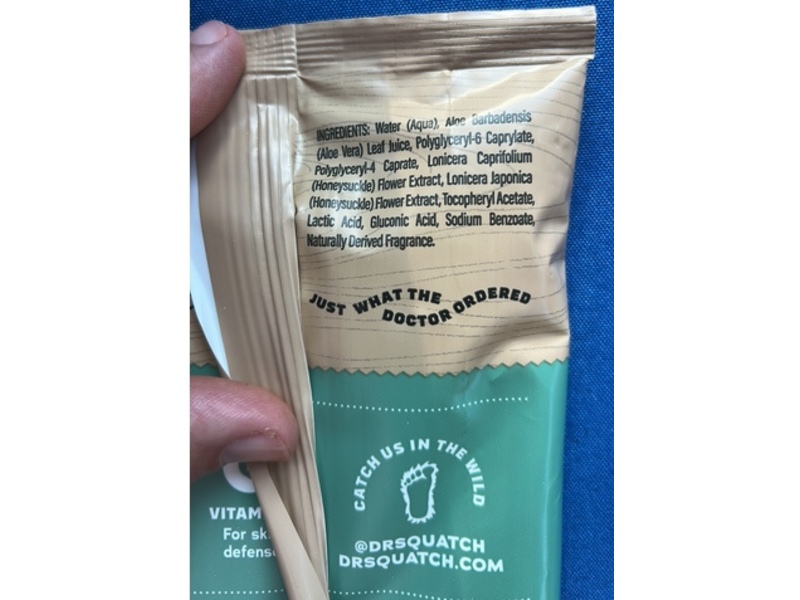 INGREDIENTS: Water (Aqua), Aloe Barbadensis
(Aloe Vera) Leaf Juice, Polyglyceryl-6 Caprylate,
Polyglyceryl-4 Caprate, Lonicera Caprifolium
(Honeysuckle) Flower Extract, Lonicera Japonica
(Honeysuckle) Flower Extract, Tocopheryl Acetate,
Lactic Acid, Gluconic Acid, Sodium Benzoate,
Naturally Derived Fragrance.
JUST WHAT THE DOCTOR ORDERED
CATCH US IN THE WILD
@DRSQUATCH
DRSQUATCH.COM
VITAM
For sk
defens